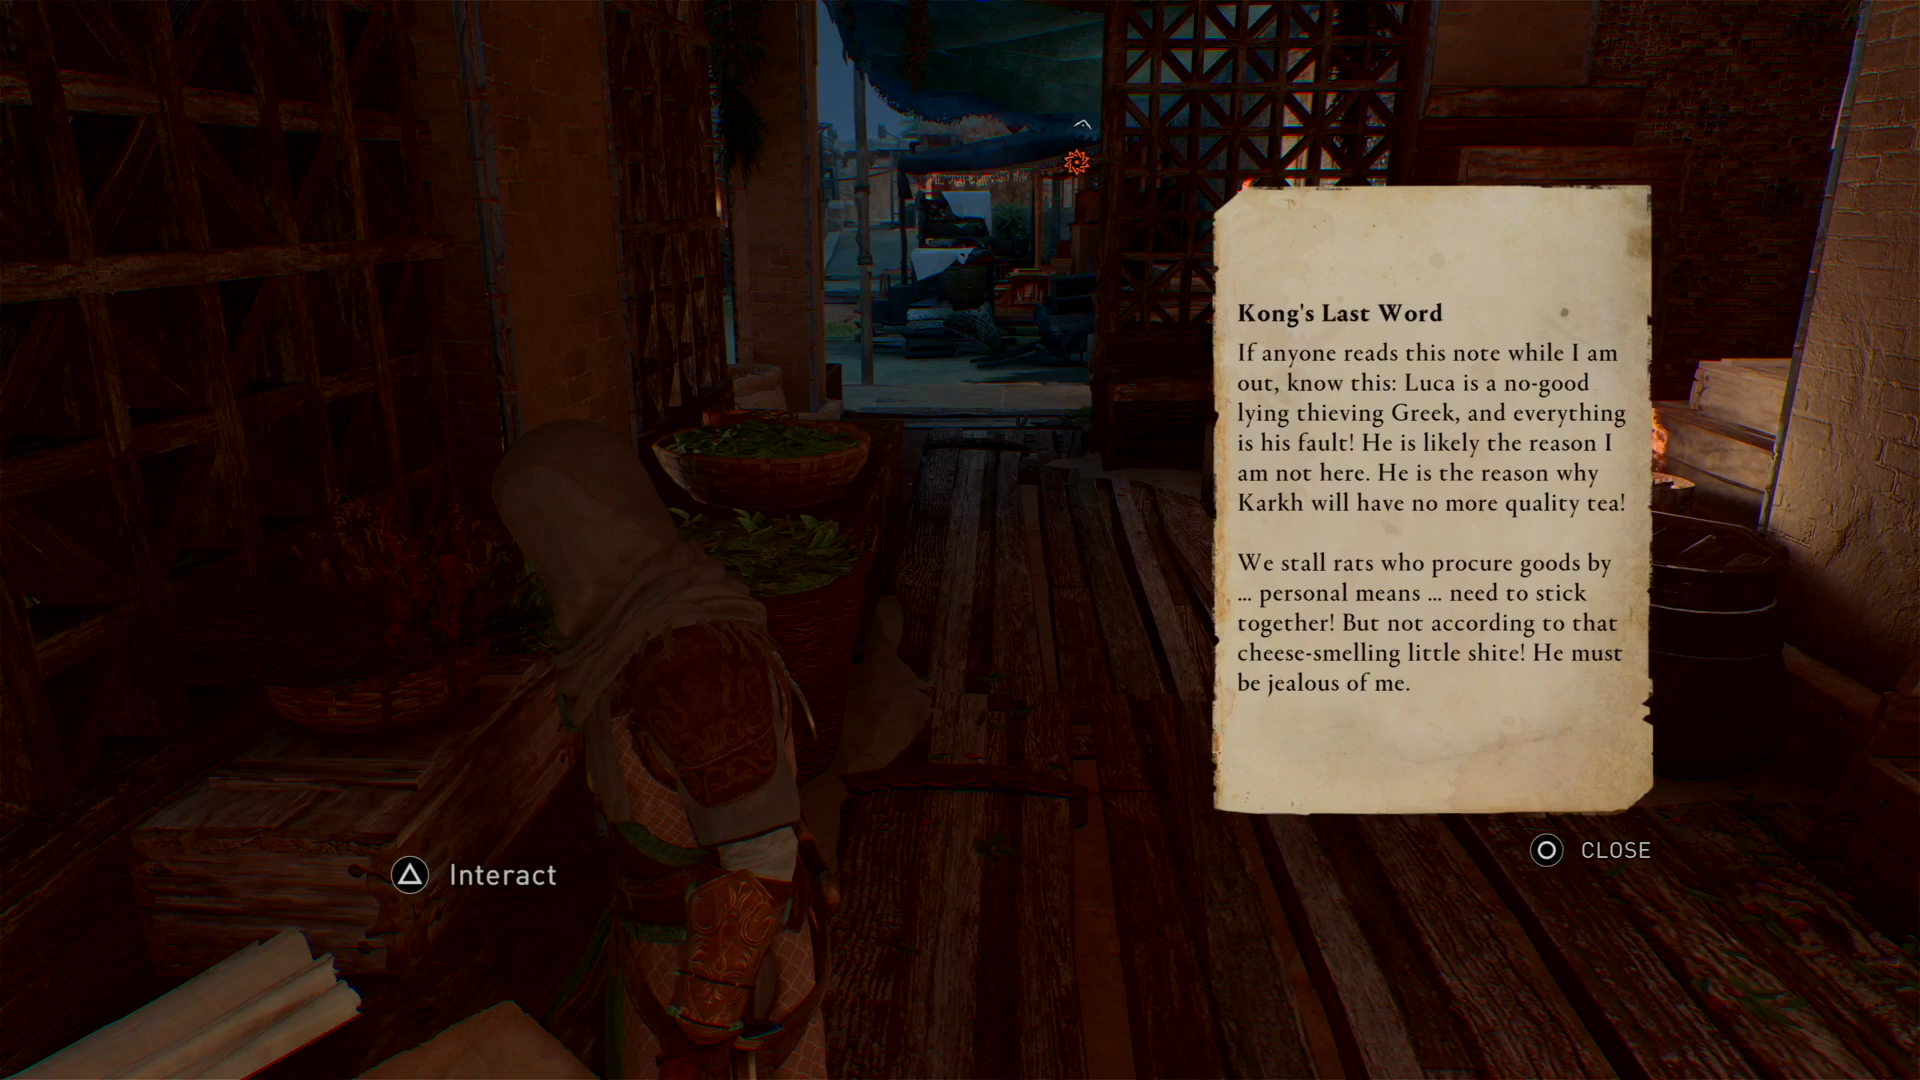 Kong's Last Word
If anyone reads this note while I am
out, know this: Luca is a no-good
lying thieving Greek, and everything
is his fault! He is likely the reason I
am not here. He is the reason why
Karkh will have no more quality tea!
We stall rats who procure goods by
... personal means ... need to stick
together! But not according to that
cheese-smelling little shite! He must
be jealous of me.
CLOSE
Interact